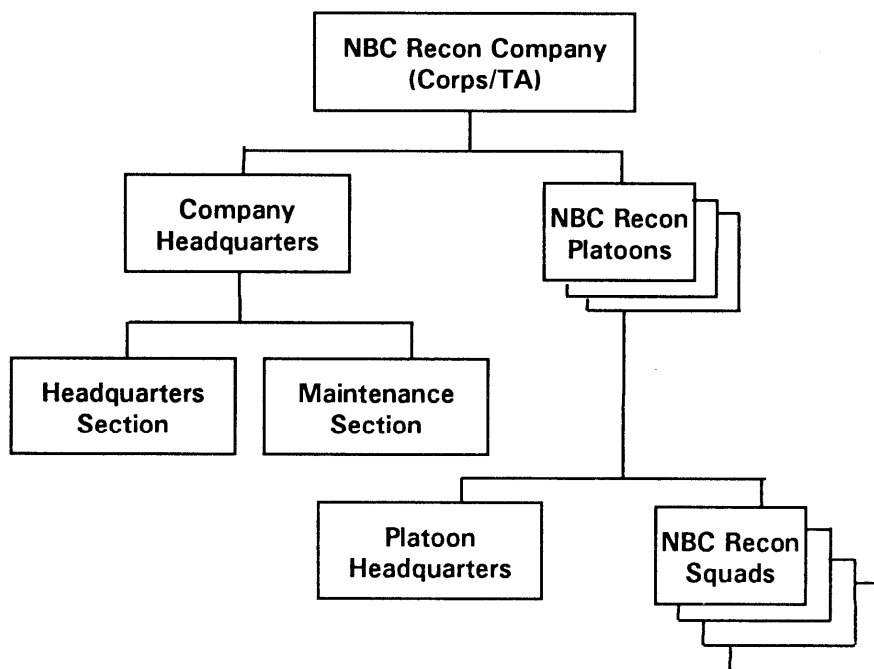 NBC Recon Company
(Corps/TA)
Company
Headquarters
NBC Recon
Platoons
Headquarters
Section
Maintenance
Section
Platoon
Headquarters
NBC Recon
Squads